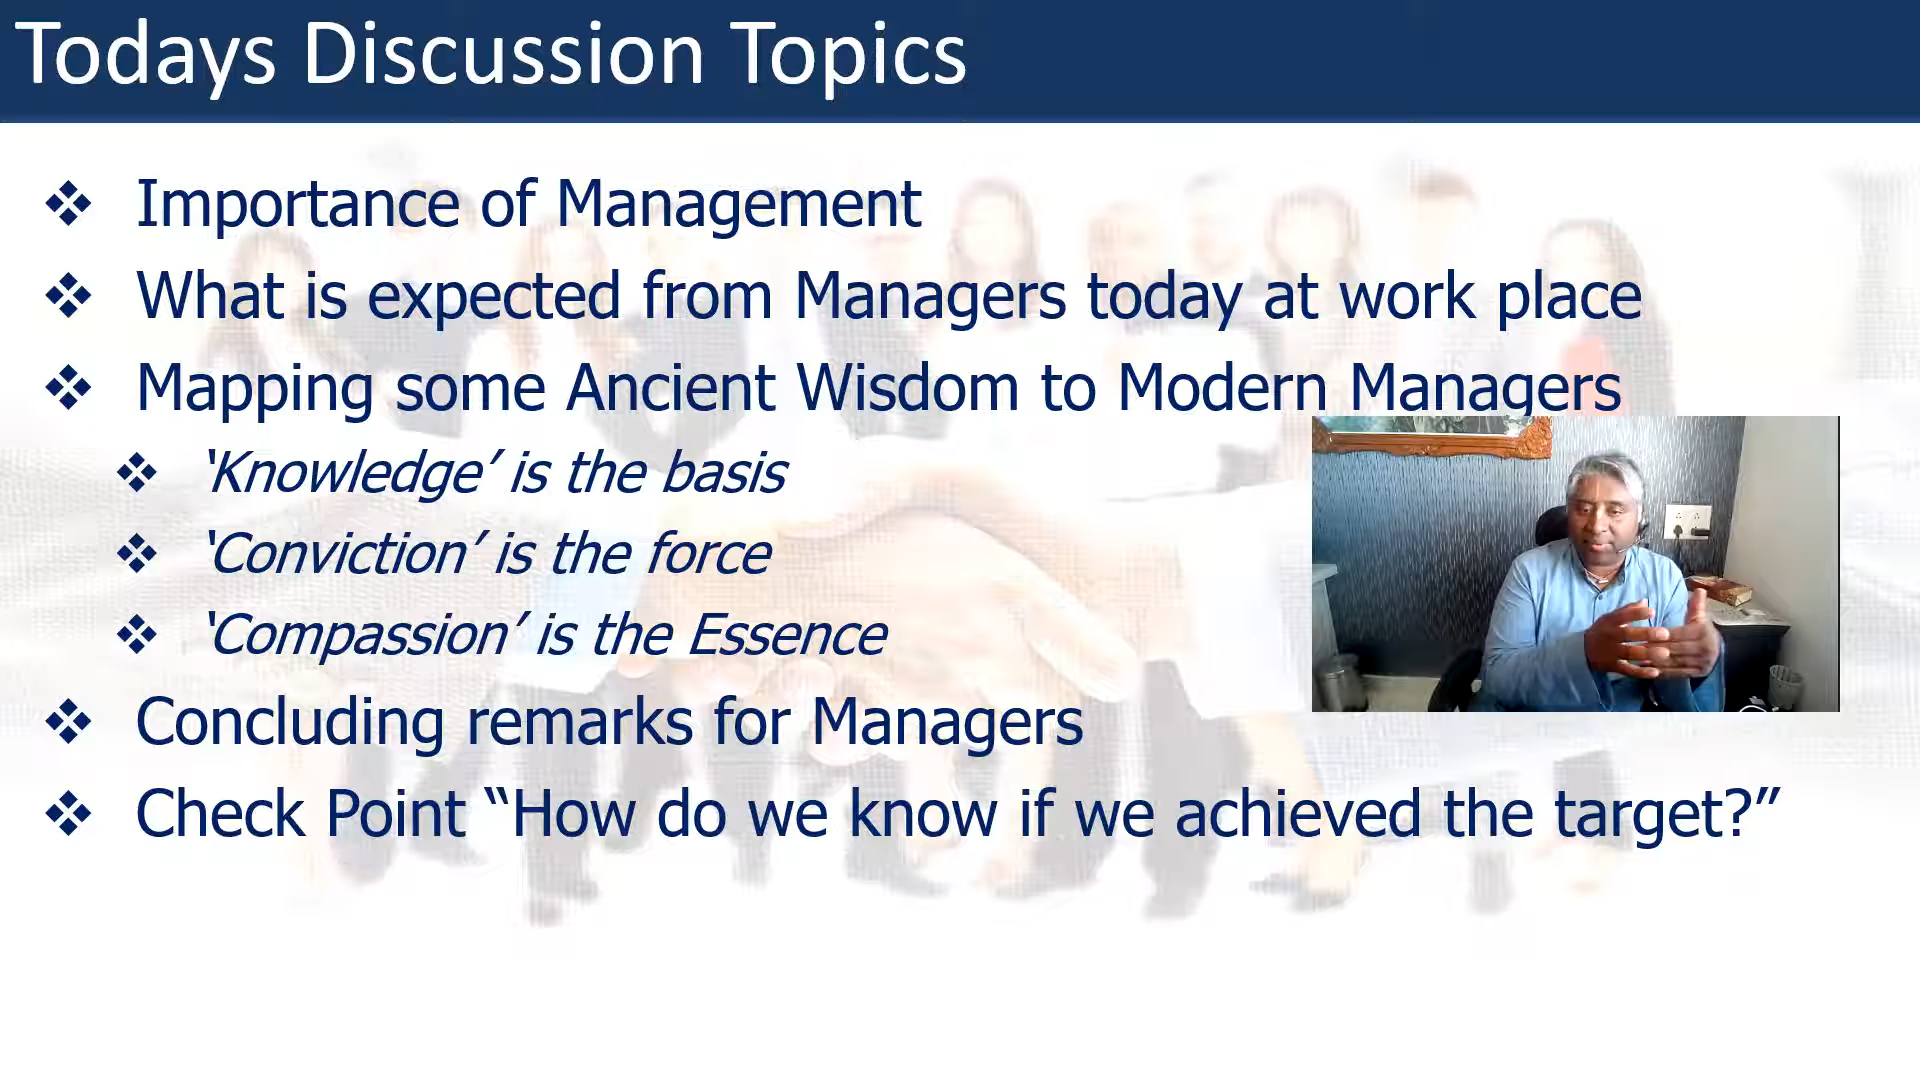 Todays Discussion Topics
Importance of Management
What is expected from Managers today at work place
Mapping some Ancient Wisdom to Modern Managers
‘Knowledge’ is the basis
‘Conviction’ is the force
‘Compassion’ is the Essence
Concluding remarks for Managers
Check Point “How do we know if we achieved the target?”